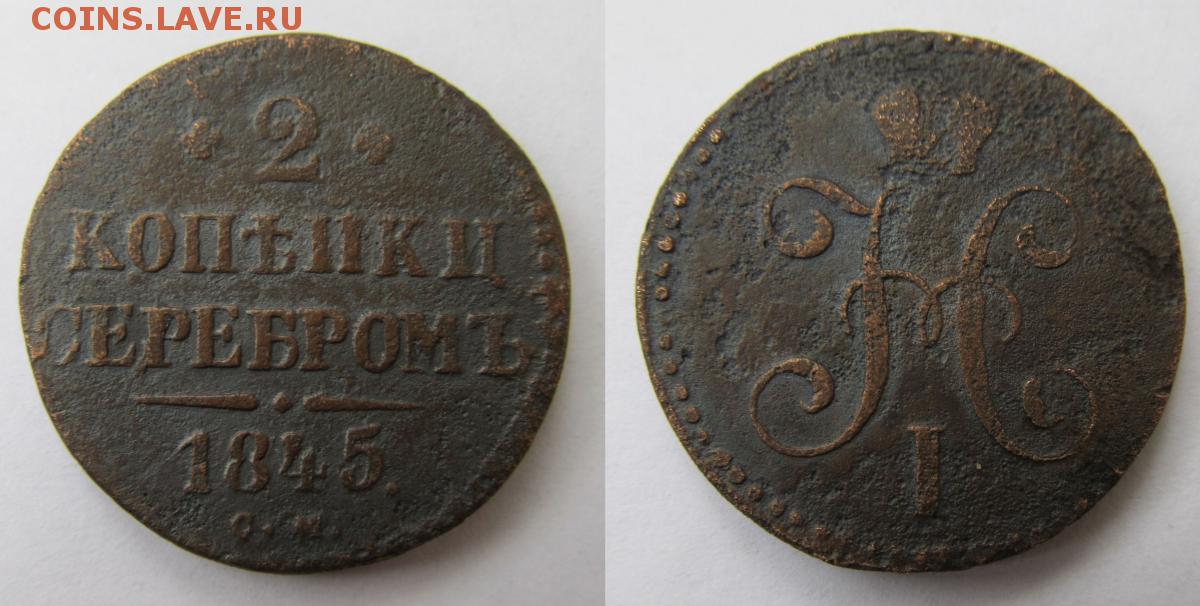 COINS.LAVE.RU
2
КОПѢЙКИ
СЕРЕБРОМЪ
1845.
С. М.
Н
I